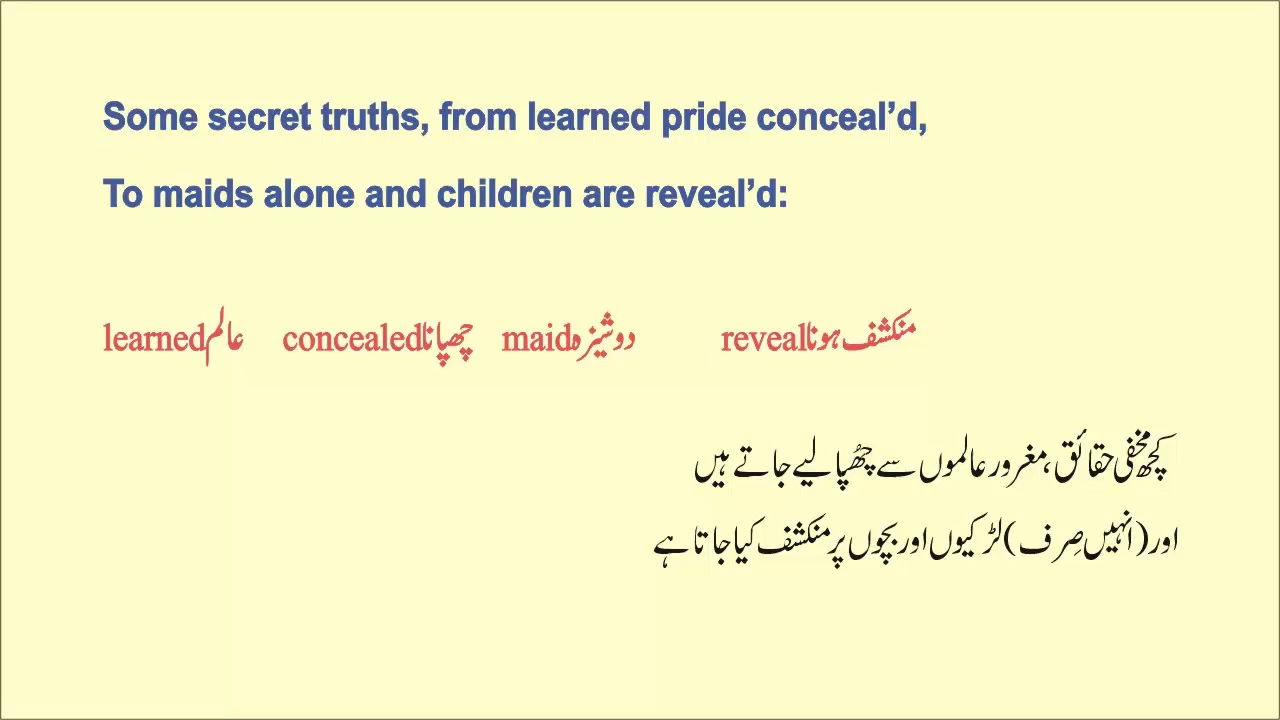 Some secret truths, from learned pride conceal’d,
To maids alone and children are reveal’d:
learned عالم concealed چھپانا maid دوشیزہ reveal منکشف ہونا
کچھ مخفی حقائق، مغرور عالموں سے چُھپا لیے جاتے ہیں
اور (انہیں صِرف) لڑکیوں اور بچوں پر منکشف کیا جاتا ہے